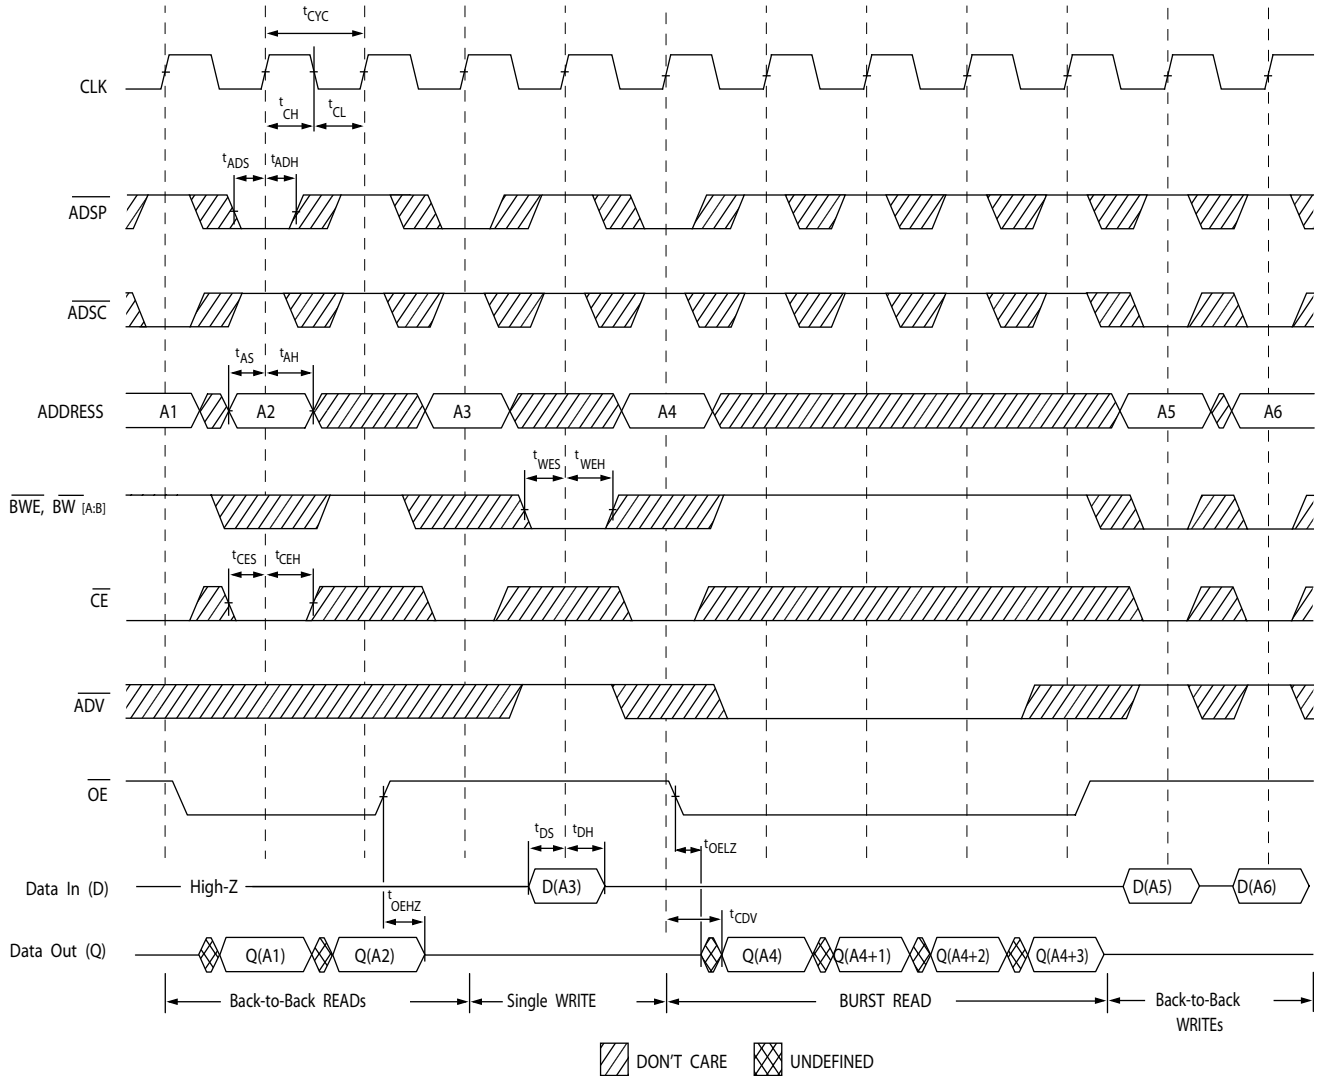 tCYC
CLK
tCH
tCL
tADS
tADH
ADSP
ADSC
tAS
tAH
ADDRESS
A1
A2
A3
A4
A5
A6
tWES
tWEH
BWE, BW [A:B]
tCES
tCEH
CE
ADV
OE
tDS
tDH
tOELZ
Data In (D)
High-Z
D(A3)
D(A5)
D(A6)
tOEHZ
tCDV
Data Out (Q)
Q(A1)
Q(A2)
Q(A4)
Q(A4+1)
Q(A4+2)
Q(A4+3)
Back-to-Back READs
Single WRITE
BURST READ
Back-to-Back
WRITEs
DON'T CARE
UNDEFINED